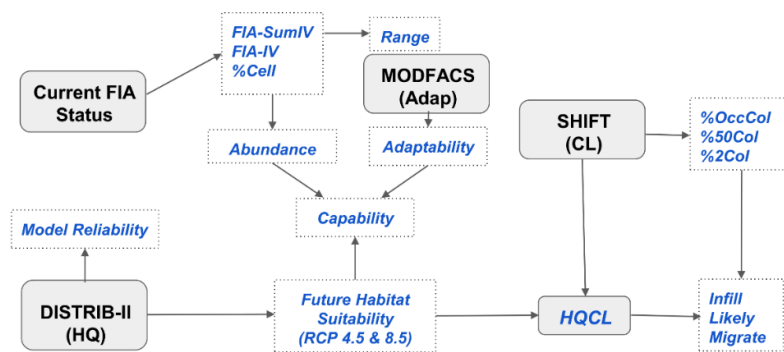 FIA-SumIV
FIA-IV
%Cell
Range
Current FIA
Status
MODFACS
(Adap)
SHIFT
(CL)
%OccCol
%50Col
%2Col
Abundance
Adaptability
Capability
Model Reliability
DISTRIB-II
(HQ)
Future Habitat
Suitability
(RCP 4.5 & 8.5)
HQCL
Infill
Likely
Migrate